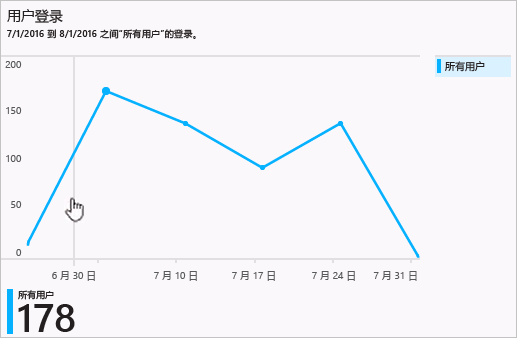 用户登录
7/1/2016 到 8/1/2016 之间"所有用户"的登录。
200
所有用户
150
100
50
0
6 月 30 日
7 月 10 日
7 月 17 日
7 月 24 日
7 月 31 日
所有用户
178